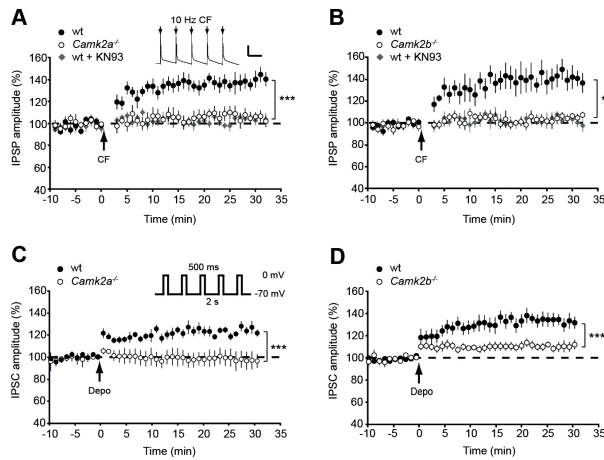 A
wt
Camk2a-/-
wt + KN93
10 Hz CF
IPSP amplitude (%)
160
140
120
100
80
60
40
CF
***
-10 -5 0 5 10 15 20 25 30 35
Time (min)
B
wt
Camk2b-/-
wt + KN93
IPSP amplitude (%)
160
140
120
100
80
60
40
CF
*
-10 -5 0 5 10 15 20 25 30 35
Time (min)
C
wt
Camk2a-/-
500 ms
0 mV
-70 mV
2 s
IPSC amplitude (%)
160
140
120
100
80
60
40
Depo
***
-10 -5 0 5 10 15 20 25 30 35
Time (min)
D
wt
Camk2b-/-
IPSC amplitude (%)
160
140
120
100
80
60
40
Depo
***
-10 -5 0 5 10 15 20 25 30 35
Time (min)